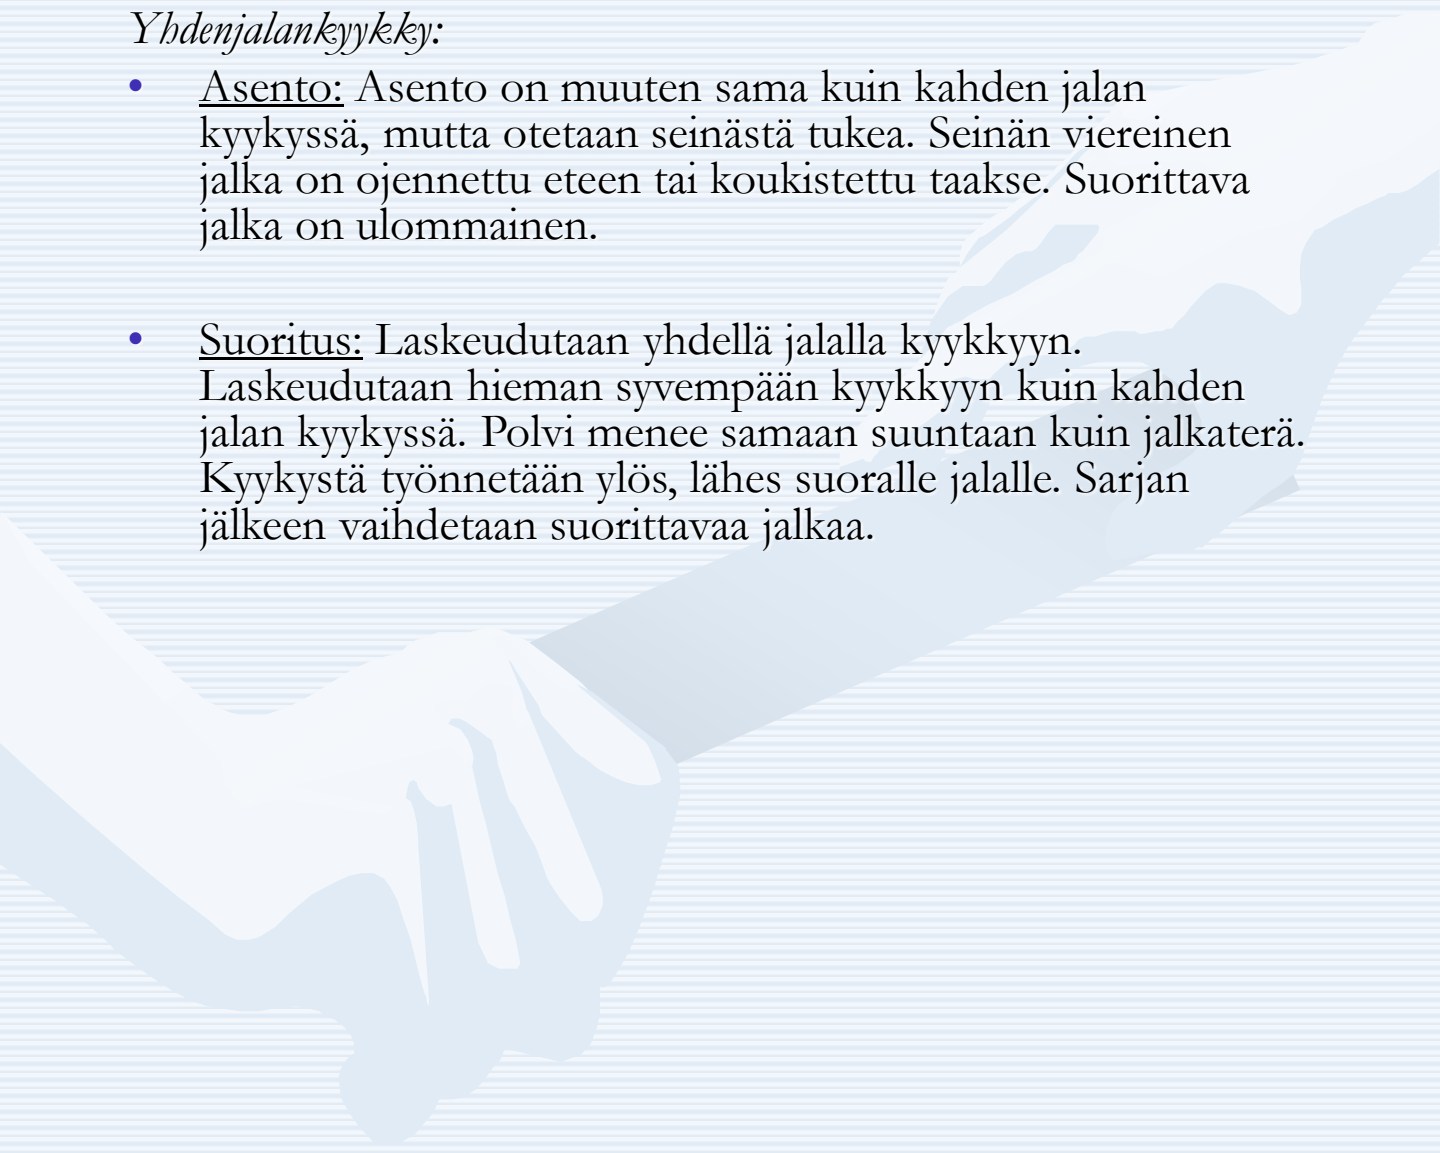 Yhdenjalankyykky:
• Asento: Asento on muuten sama kuin kahden jalan
kyykyssä, mutta otetaan seinästä tukea. Seinän viereinen
jalka on ojennettu eteen tai koukistettu taakse. Suorittava
jalka on ulommainen.
• Suoritus: Laskeudutaan yhdellä jalalla kyykkyyn.
Laskeudutaan hieman syvempään kyykkyyn kuin kahden
jalan kyykyssä. Polvi menee samaan suuntaan kuin jalkaterä.
Kyykystä työnnetään ylös, lähes suoralle jalalle. Sarjan
jälkeen vaihdetaan suorittavaa jalkaa.